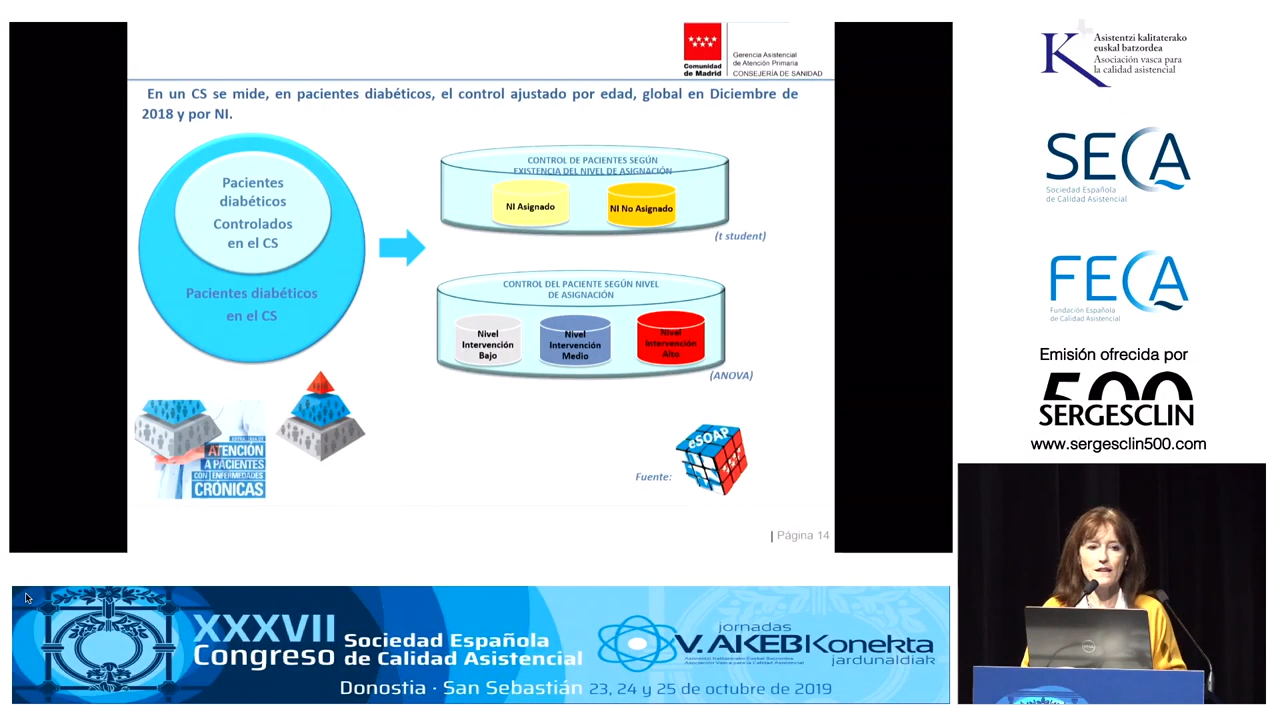 Comunidad
de Madrid
Gerencia Asistencial
de Atención Primaria
CONSEJERÍA DE SANIDAD
En un CS se mide, en pacientes diabéticos, el control ajustado por edad, global en Diciembre de
2018 y por NI.
Pacientes
diabéticos
Controlados
en el CS
Pacientes diabéticos
en el CS
CONTROL DE PACIENTES SEGÚN
EXISTENCIA DEL NIVEL DE ASIGNACIÓN
NI Asignado
NI No Asignado
(t student)
CONTROL DEL PACIENTE SEGÚN NIVEL
DE ASIGNACIÓN
Nivel
Intervención
Bajo
Nivel
Intervención
Medio
Nivel
Intervención
Alto
(ANOVA)
ATENCIÓN
A PACIENTES
CON ENFERMEDADES
CRÓNICAS
Fuente:
eSOAP
| Página 14
Asistentzi kalitaterako
euskal batzordea
Asociación vasca para
la calidad asistencial
SECA
Sociedad Española
de Calidad Asistencial
FECA
Fundación Española
de Calidad Asistencial
Emisión ofrecida por
500
SERGESCLIN
www.sergesclin500.com
XXXVII
Congreso
Sociedad Española
de Calidad Asistencial
Donostia · San Sebastián 23, 24 y 25 de octubre de 2019
jornadas
V.AKEBKonekta
jardunaldiak
DELL